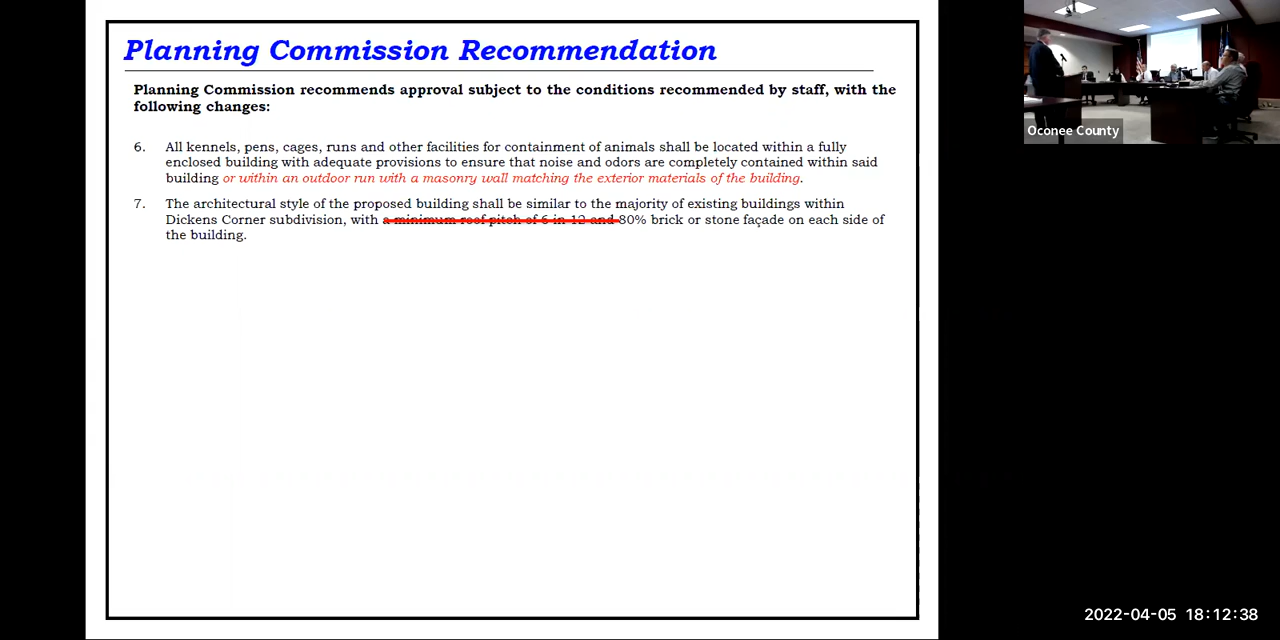 Planning Commission Recommendation
Planning Commission recommends approval subject to the conditions recommended by staff, with the
following changes:
6. All kennels, pens, cages, runs and other facilities for containment of animals shall be located within a fully
enclosed building with adequate provisions to ensure that noise and odors are completely contained within said
building or within an outdoor run with a masonry wall matching the exterior materials of the building.
7. The architectural style of the proposed building shall be similar to the majority of existing buildings within
Dickens Corner subdivision, with a minimum roof pitch of 6 in 12 and 80% brick or stone façade on each side of
the building.
Oconee County
2022-04-05 18:12:38